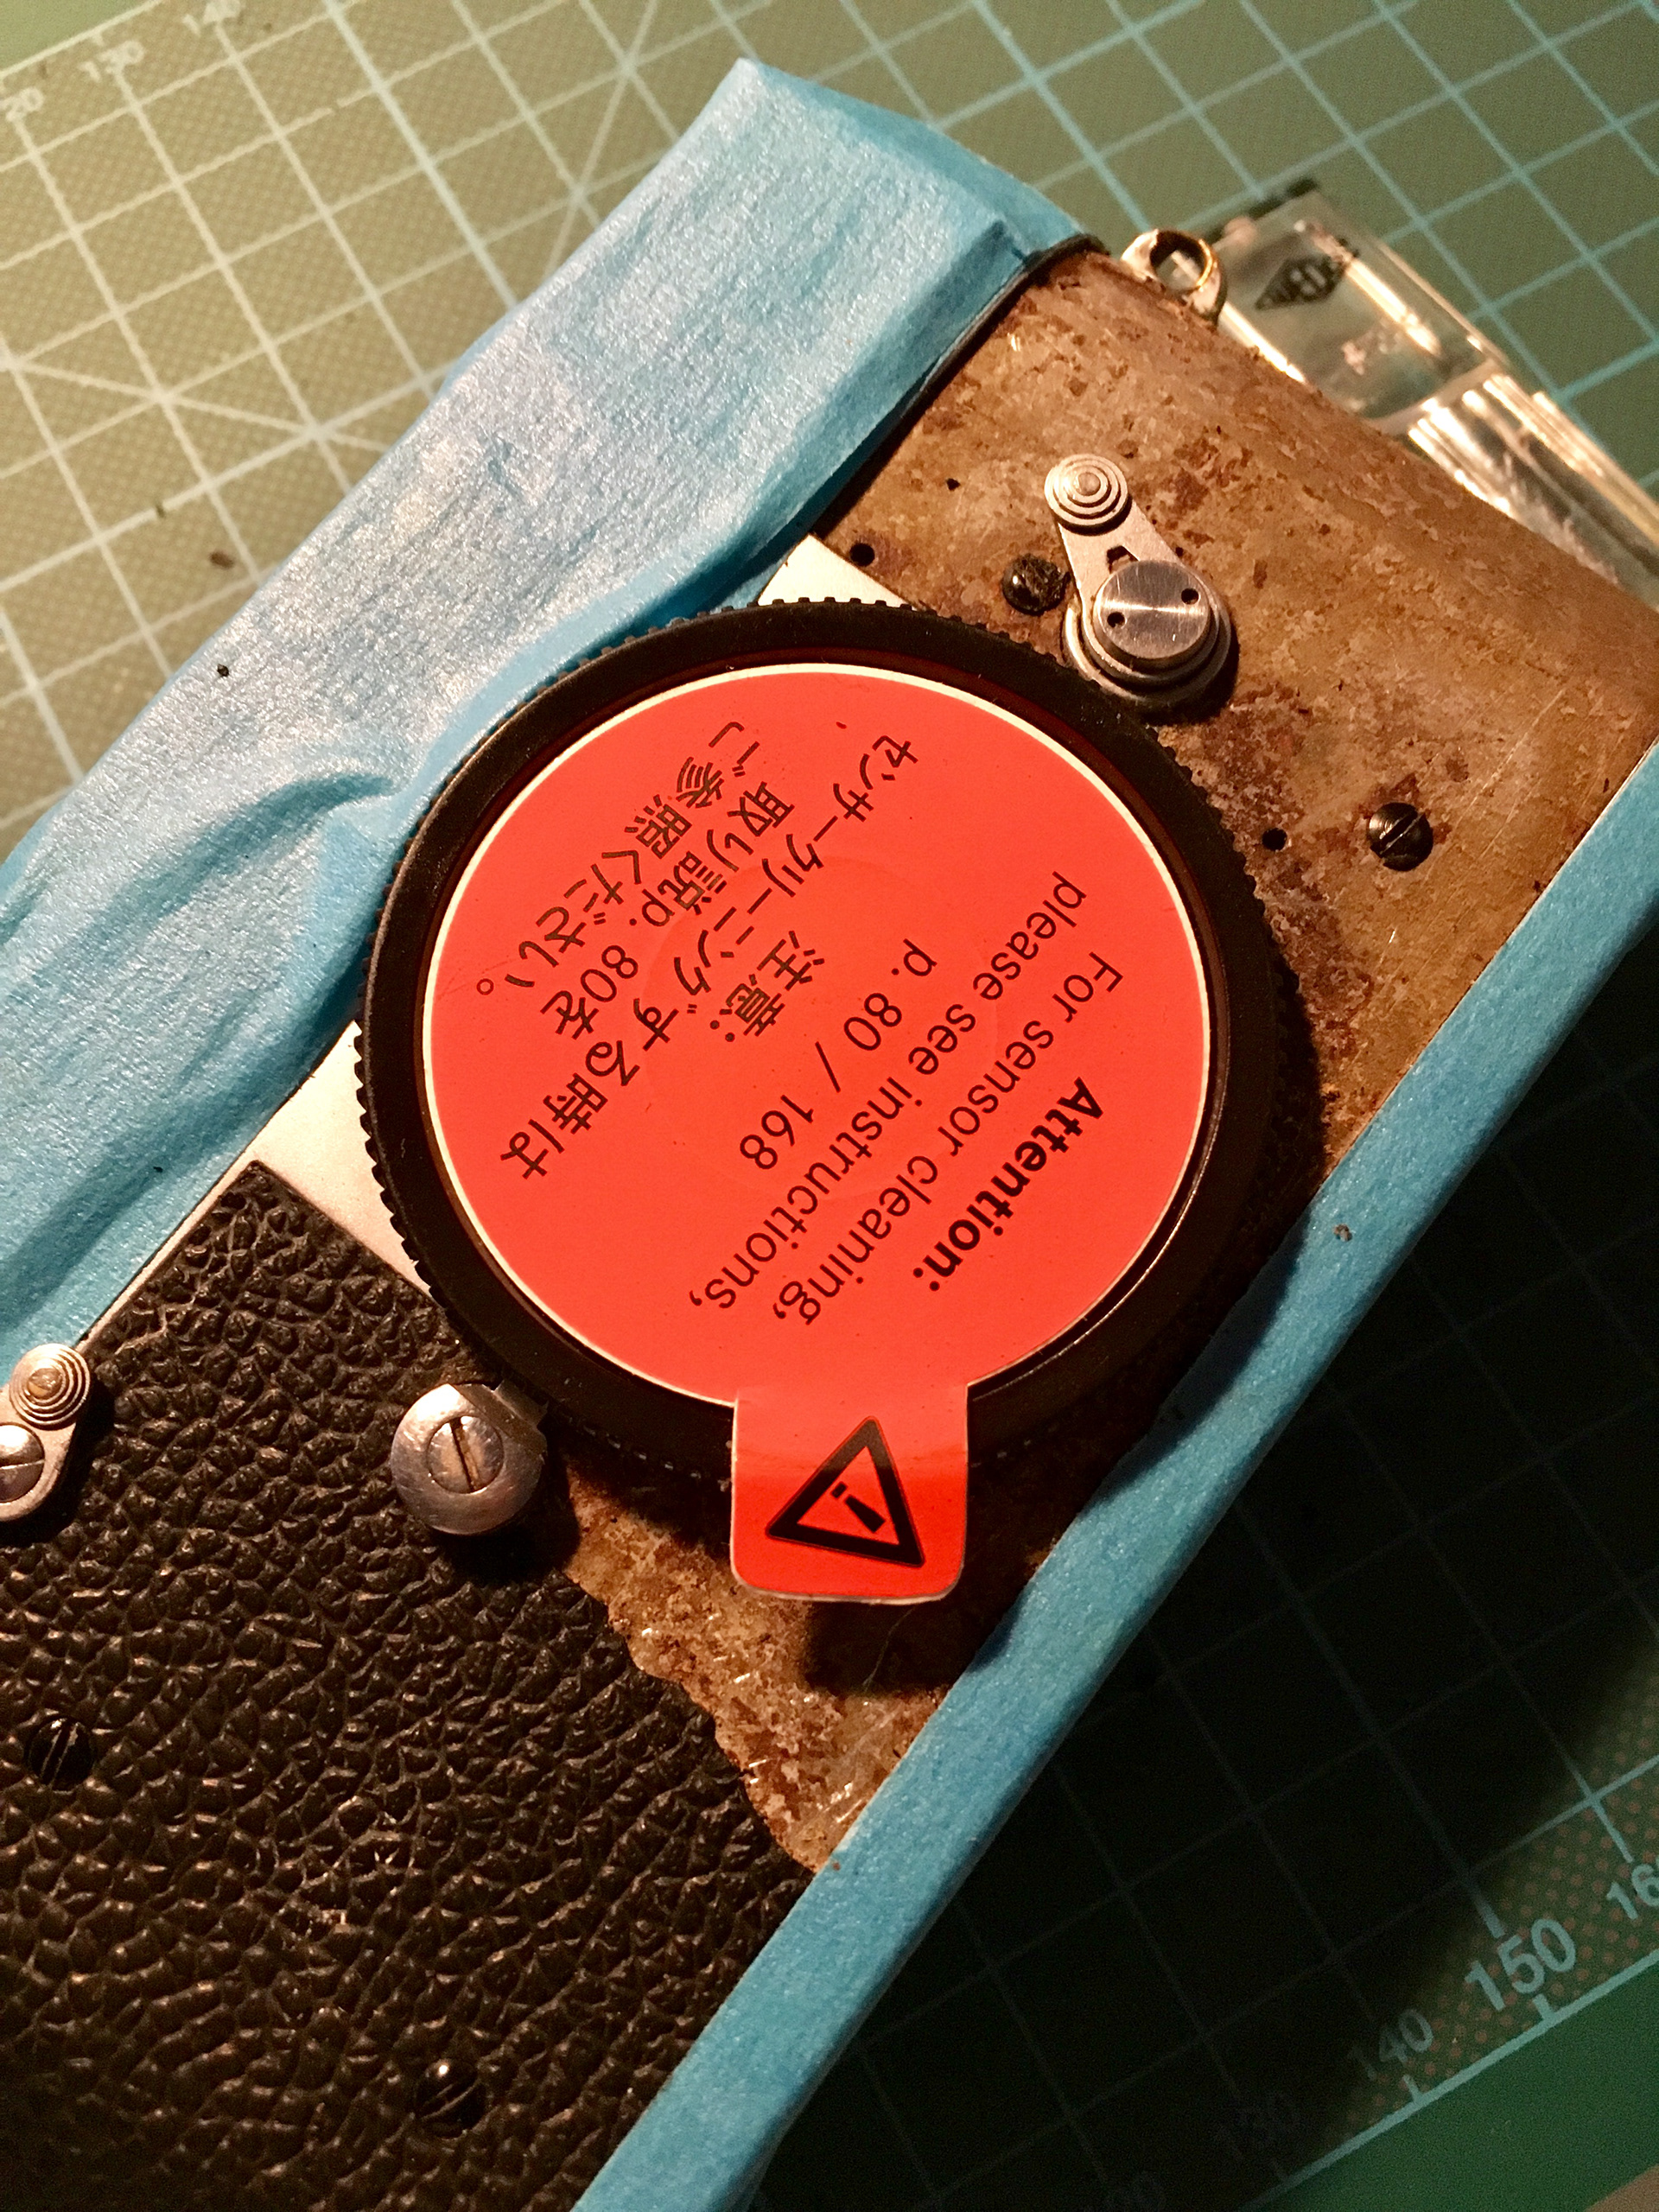 Attention:
For sensor cleaning,
please see instructions,
p. 80 / 168
注意:
センサークリーニングする時は、
取り説p. 80を
ご参照ください。
130
140
150
140
130